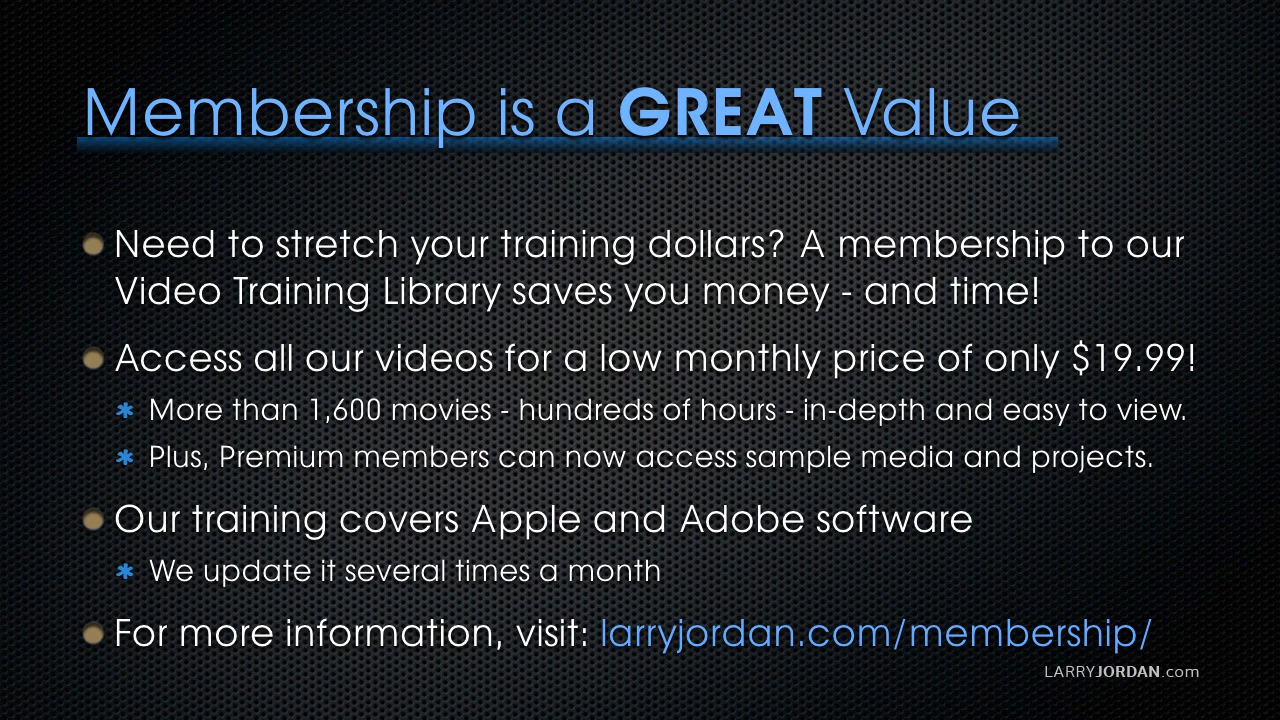 Membership is a GREAT Value
Need to stretch your training dollars? A membership to our
Video Training Library saves you money - and time!
Access all our videos for a low monthly price of only $19.99!
More than 1,600 movies - hundreds of hours - in-depth and easy to view.
Plus, Premium members can now access sample media and projects.
Our training covers Apple and Adobe software
We update it several times a month
For more information, visit: larryjordan.com/membership/
LARRYJORDAN.com